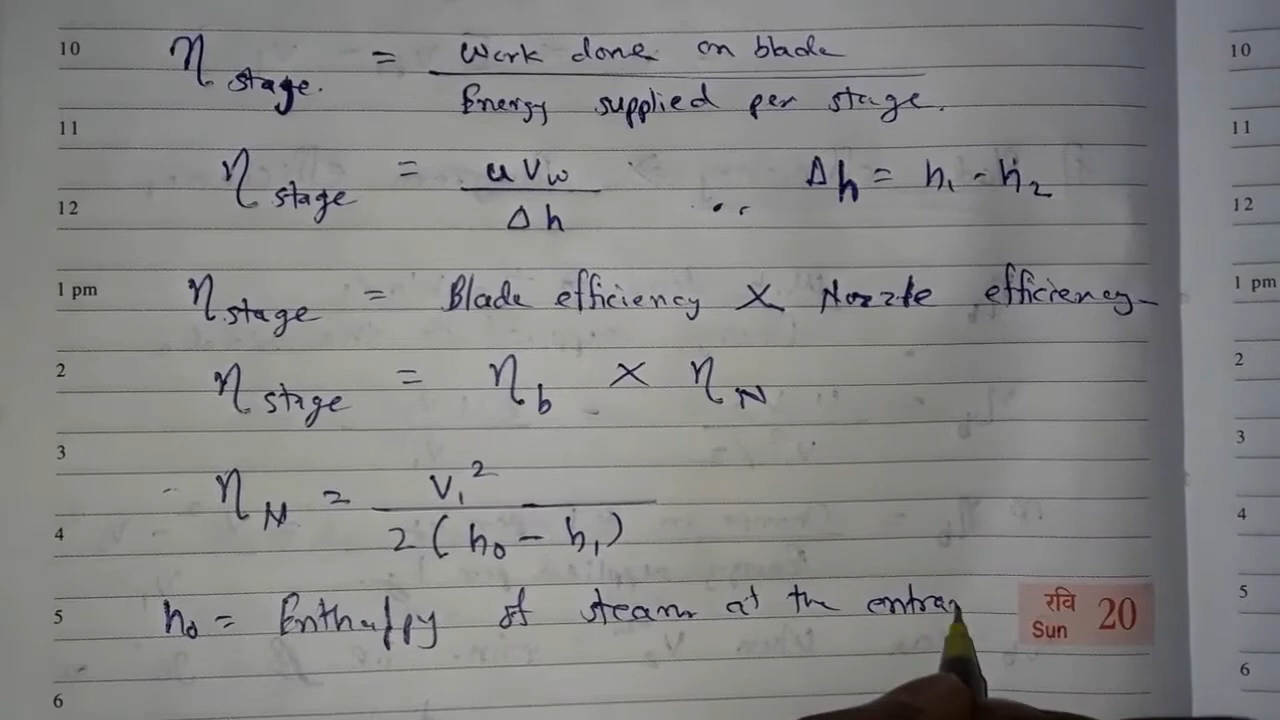 10 η stage. = Work done on blade 10
Energy supplied per stage.
11 11
η stage = u Vw Δh = h1 - h2
12 Δh 12
1 pm η stage = Blade efficiency × Nozzle efficiency 1 pm
2 η stage = ηb × ηN 2
3 3
ηN = V1²
4 2(h0 - h1) 4
5 h0 = Enthalpy of steam at the entran रवि 20 5
Sun
6 6